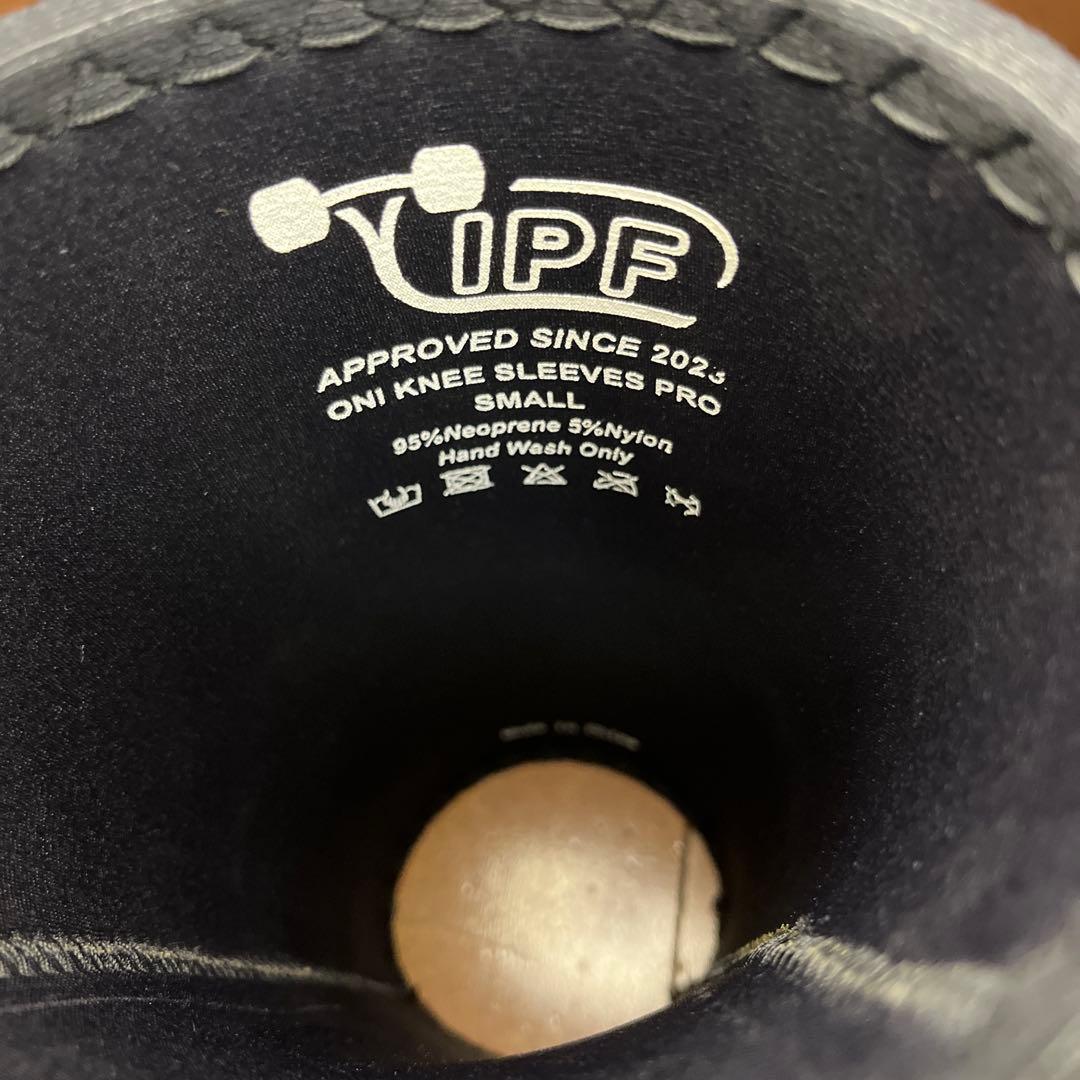 IPF
APPROVED SINCE 2023
ONI KNEE SLEEVES PRO
SMALL
95%Neoprene 5%Nylon
Hand Wash Only